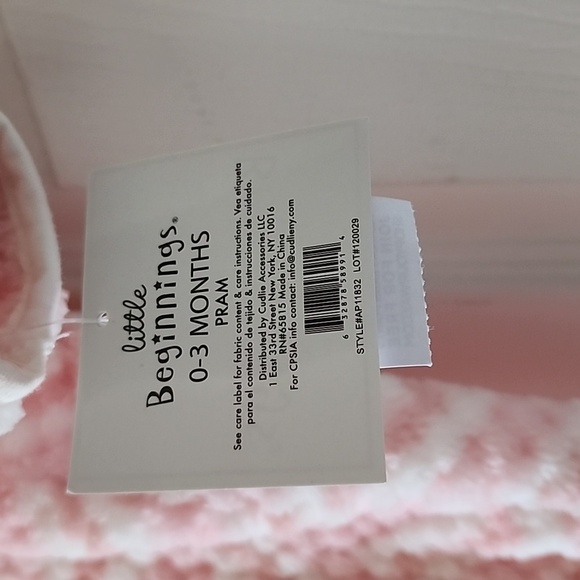 little
Beginnings®
0-3 MONTHS
PRAM
See care label for fabric content & care instructions. Vea etiqueta
para el contenido de tejido & instrucciones de cuidado.
Distributed by Cudlie Accessories LLC
1 East 33rd Street New York, NY 10016
RN#65815 Made in China
For CPSIA info contact: info@cudlieny.com
6 32878 58991 4
STYLE#AP11832 LOT#120029